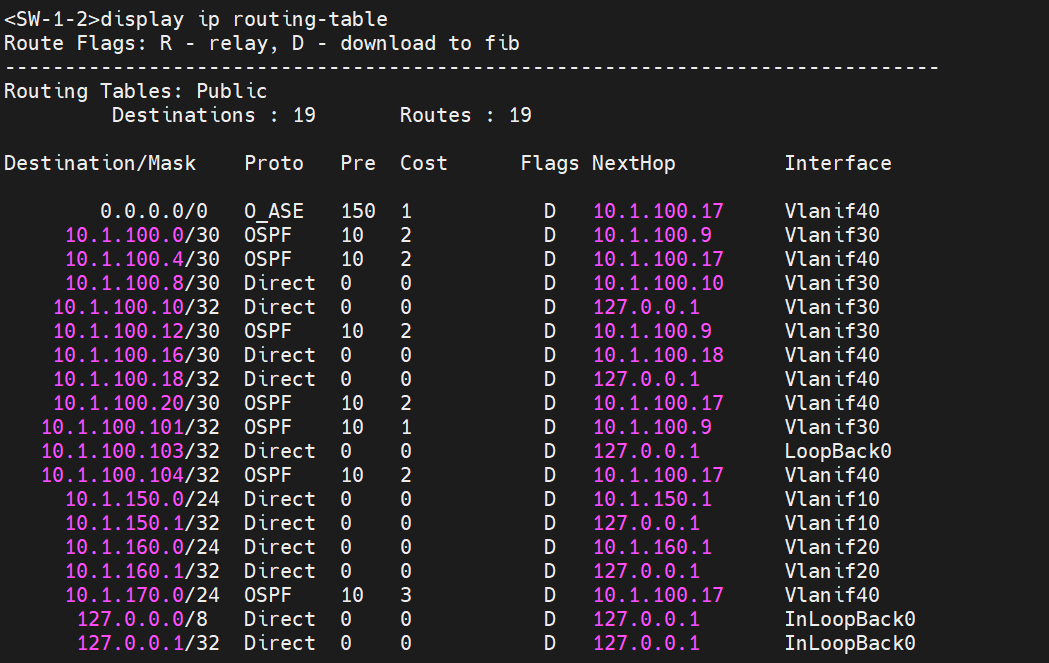 <SW-1-2>display ip routing-table
Route Flags: R - relay, D - download to fib
------------------------------------------------------------------------------
Routing Tables: Public
         Destinations : 19       Routes : 19

Destination/Mask    Proto   Pre  Cost      Flags NextHop         Interface

        0.0.0.0/0   O_ASE   150  1           D   10.1.100.17     Vlanif40
     10.1.100.0/30  OSPF    10   2           D   10.1.100.9      Vlanif30
     10.1.100.4/30  OSPF    10   2           D   10.1.100.17     Vlanif40
     10.1.100.8/30  Direct  0    0           D   10.1.100.10     Vlanif30
    10.1.100.10/32  Direct  0    0           D   127.0.0.1       Vlanif30
    10.1.100.12/30  OSPF    10   2           D   10.1.100.9      Vlanif30
    10.1.100.16/30  Direct  0    0           D   10.1.100.18     Vlanif40
    10.1.100.18/32  Direct  0    0           D   127.0.0.1       Vlanif40
    10.1.100.20/30  OSPF    10   2           D   10.1.100.17     Vlanif40
   10.1.100.101/32  OSPF    10   1           D   10.1.100.9      Vlanif30
   10.1.100.103/32  Direct  0    0           D   127.0.0.1       LoopBack0
   10.1.100.104/32  OSPF    10   2           D   10.1.100.17     Vlanif40
     10.1.150.0/24  Direct  0    0           D   10.1.150.1      Vlanif10
     10.1.150.1/32  Direct  0    0           D   127.0.0.1       Vlanif10
     10.1.160.0/24  Direct  0    0           D   10.1.160.1      Vlanif20
     10.1.160.1/32  Direct  0    0           D   127.0.0.1       Vlanif20
     10.1.170.0/24  OSPF    10   3           D   10.1.100.17     Vlanif40
      127.0.0.0/8   Direct  0    0           D   127.0.0.1       InLoopBack0
      127.0.0.1/32  Direct  0    0           D   127.0.0.1       InLoopBack0